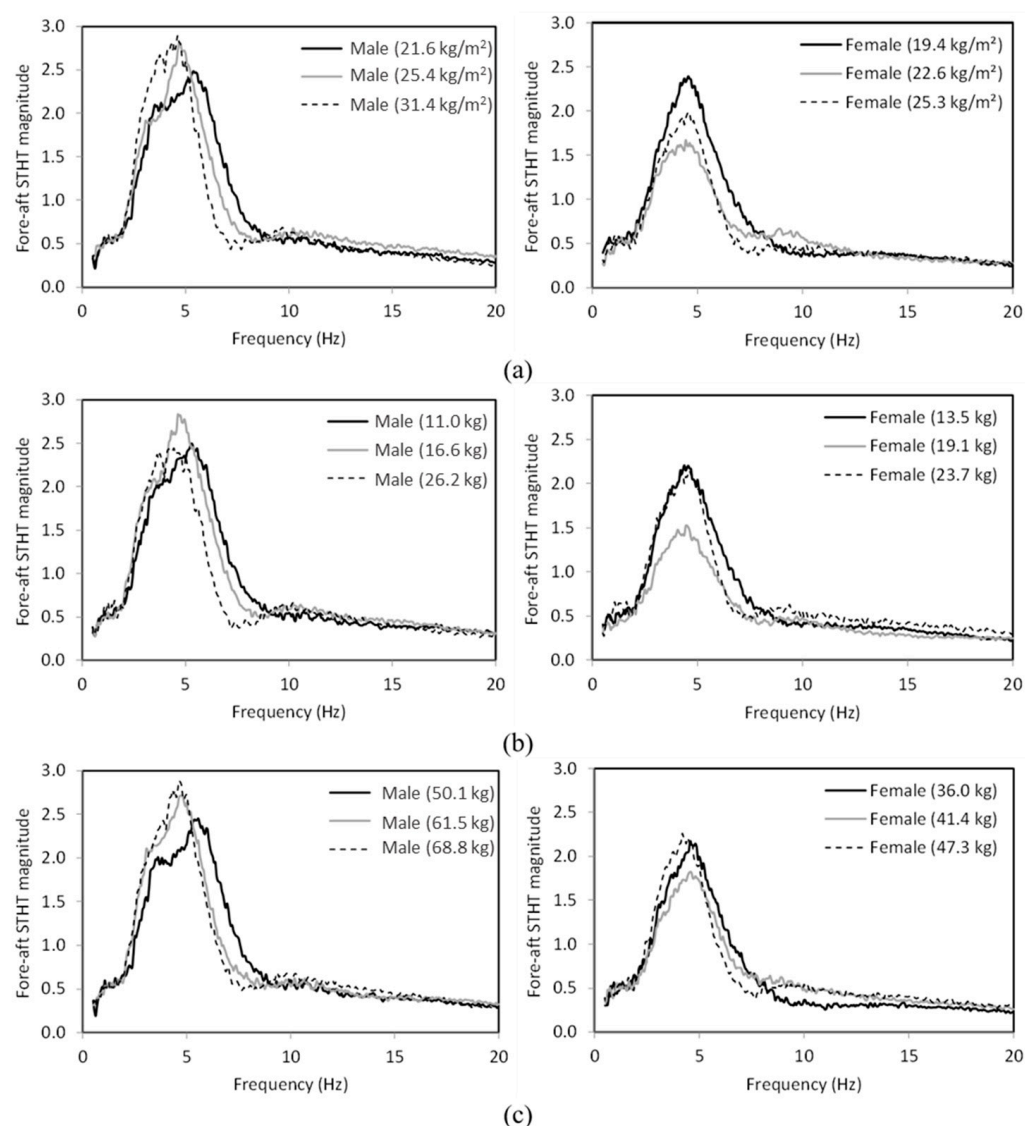 Fore-aft STHT magnitude
3.0
2.5
2.0
1.5
1.0
0.5
0.0
Male (21.6 kg/m²)
Male (25.4 kg/m²)
Male (31.4 kg/m²)
0 5 10 15 20
Frequency (Hz)
Fore-aft STHT magnitude
3.0
2.5
2.0
1.5
1.0
0.5
0.0
Female (19.4 kg/m²)
Female (22.6 kg/m²)
Female (25.3 kg/m²)
0 5 10 15 20
Frequency (Hz)
(a)
Fore-aft STHT magnitude
3.0
2.5
2.0
1.5
1.0
0.5
0.0
Male (11.0 kg)
Male (16.6 kg)
Male (26.2 kg)
0 5 10 15 20
Frequency (Hz)
Fore-aft STHT magnitude
3.0
2.5
2.0
1.5
1.0
0.5
0.0
Female (13.5 kg)
Female (19.1 kg)
Female (23.7 kg)
0 5 10 15 20
Frequency (Hz)
(b)
Fore-aft STHT magnitude
3.0
2.5
2.0
1.5
1.0
0.5
0.0
Male (50.1 kg)
Male (61.5 kg)
Male (68.8 kg)
0 5 10 15 20
Frequency (Hz)
Fore-aft STHT magnitude
3.0
2.5
2.0
1.5
1.0
0.5
0.0
Female (36.0 kg)
Female (41.4 kg)
Female (47.3 kg)
0 5 10 15 20
Frequency (Hz)
(c)